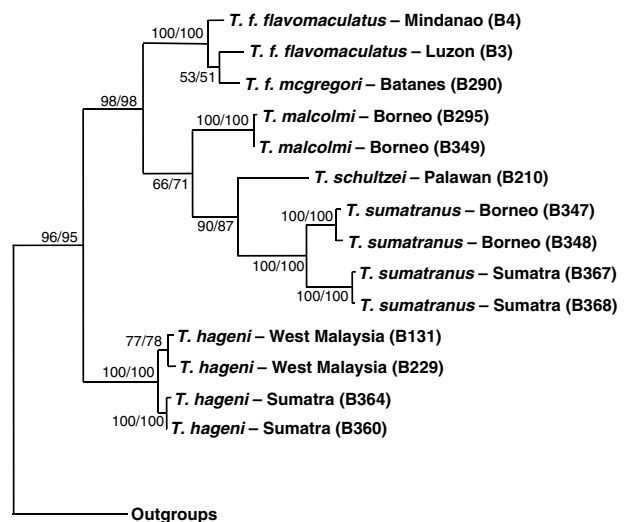 T. f. flavomaculatus – Mindanao (B4)
100/100
T. f. flavomaculatus – Luzon (B3)
53/51
T. f. mcgregori – Batanes (B290)
98/98
100/100
T. malcolmi – Borneo (B295)
T. malcolmi – Borneo (B349)
66/71
T. schultzei – Palawan (B210)
90/87
100/100
T. sumatranus – Borneo (B347)
96/95
T. sumatranus – Borneo (B348)
100/100
T. sumatranus – Sumatra (B367)
100/100
T. sumatranus – Sumatra (B368)
77/78
T. hageni – West Malaysia (B131)
T. hageni – West Malaysia (B229)
100/100
T. hageni – Sumatra (B364)
100/100
T. hageni – Sumatra (B360)
Outgroups